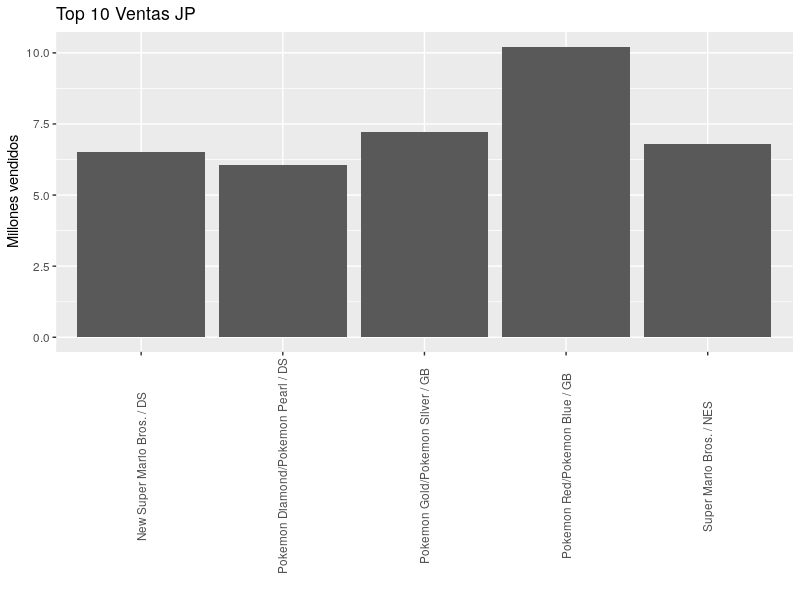 Top 10 Ventas JP
Millones vendidos
10.0
7.5
5.0
2.5
0.0
New Super Mario Bros. / DS
Pokemon Diamond/Pokemon Pearl / DS
Pokemon Gold/Pokemon Silver / GB
Pokemon Red/Pokemon Blue / GB
Super Mario Bros. / NES